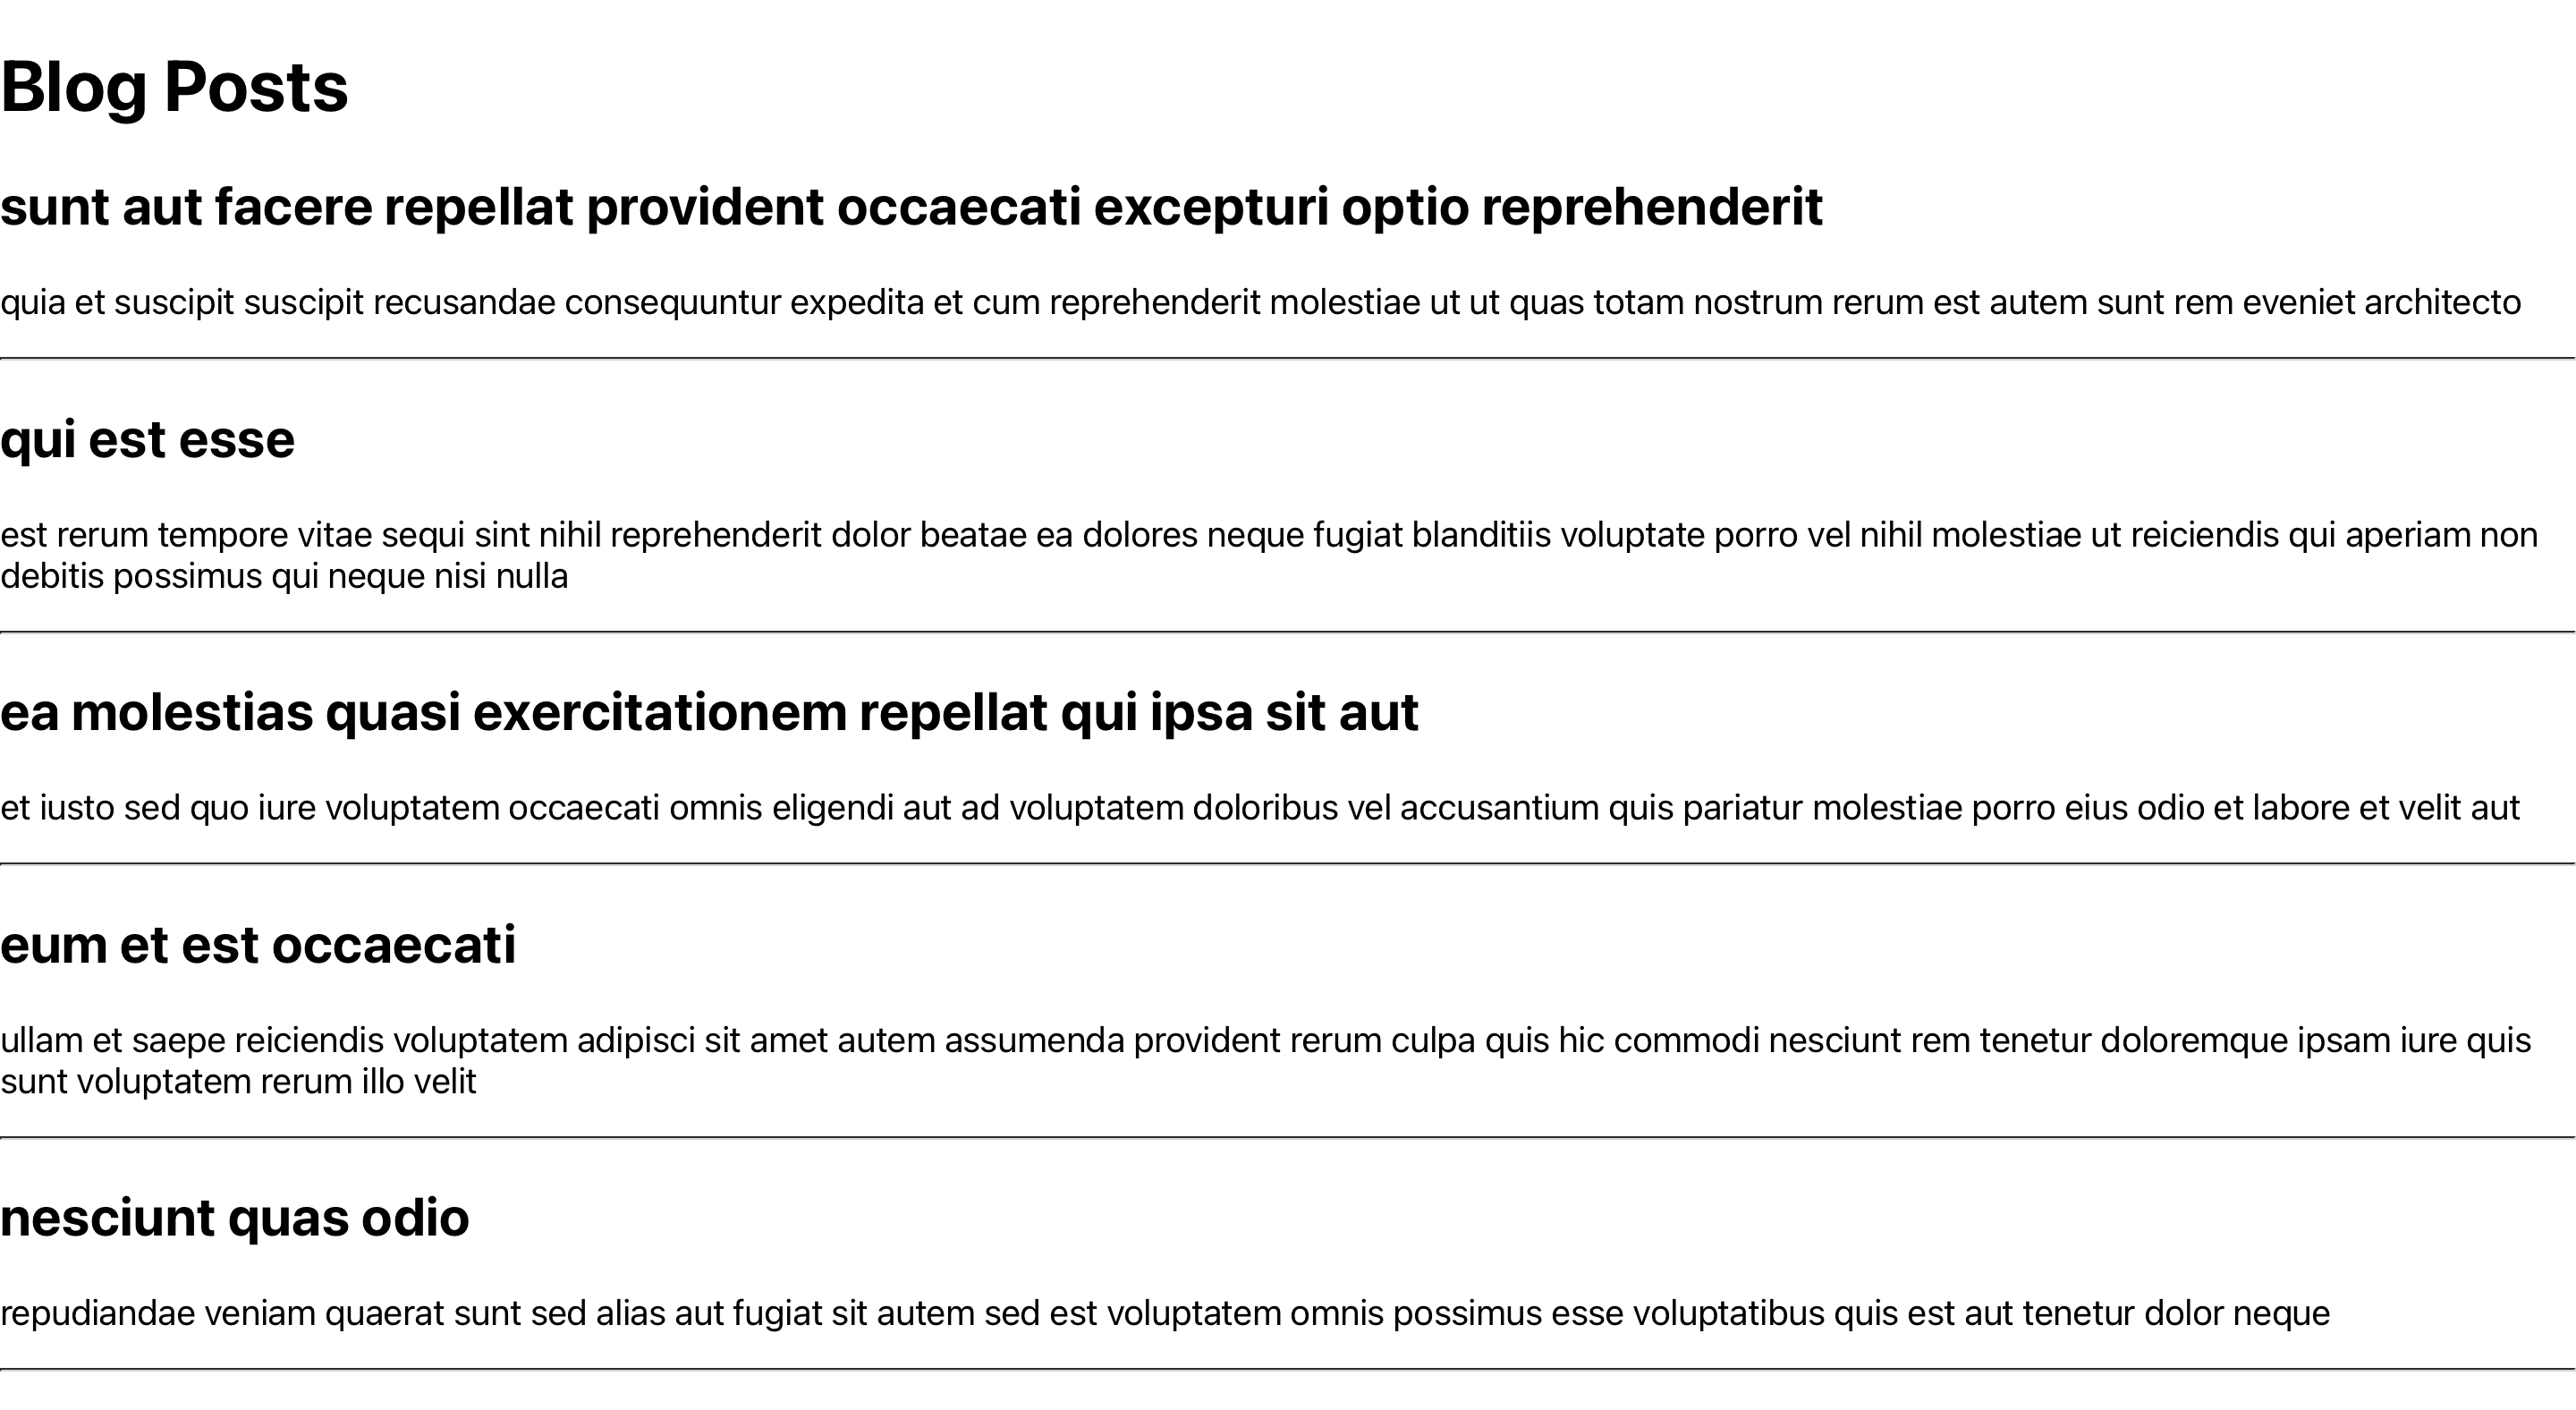 Blog Posts
sunt aut facere repellat provident occaecati excepturi optio reprehenderit
quia et suscipit suscipit recusandae consequuntur expedita et cum reprehenderit molestiae ut ut quas totam nostrum rerum est autem sunt rem eveniet architecto
qui est esse
est rerum tempore vitae sequi sint nihil reprehenderit dolor beatae ea dolores neque fugiat blanditiis voluptate porro vel nihil molestiae ut reiciendis qui aperiam non
debitis possimus qui neque nisi nulla
ea molestias quasi exercitationem repellat qui ipsa sit aut
et iusto sed quo iure voluptatem occaecati omnis eligendi aut ad voluptatem doloribus vel accusantium quis pariatur molestiae porro eius odio et labore et velit aut
eum et est occaecati
ullam et saepe reiciendis voluptatem adipisci sit amet autem assumenda provident rerum culpa quis hic commodi nesciunt rem tenetur doloremque ipsam iure quis
sunt voluptatem rerum illo velit
nesciunt quas odio
repudiandae veniam quaerat sunt sed alias aut fugiat sit autem sed est voluptatem omnis possimus esse voluptatibus quis est aut tenetur dolor neque